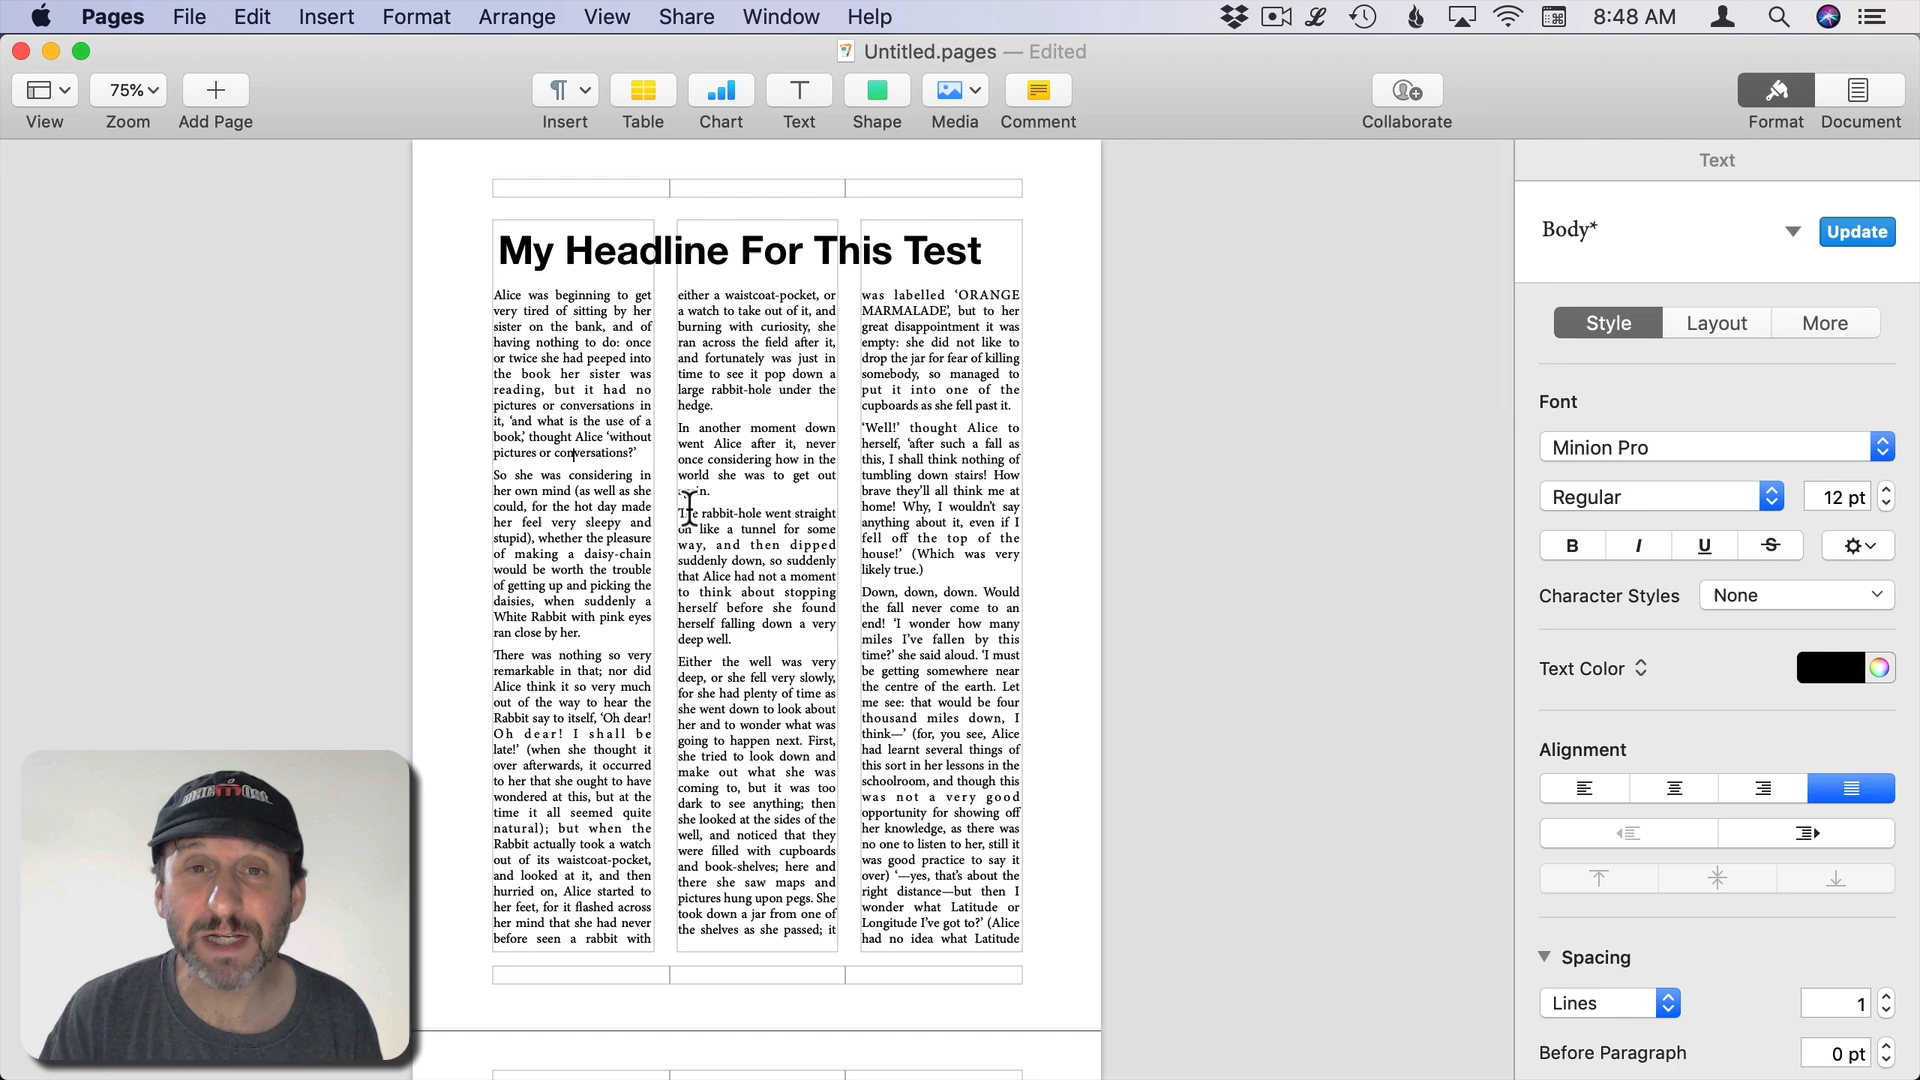 Pages File Edit Insert Format Arrange View Share Window Help 8:48 AM
Untitled.pages — Edited
75%
View Zoom Add Page Insert Table Chart Text Shape Media Comment Collaborate Format Document
My Headline For This Test
Alice was beginning to get
very tired of sitting by her
sister on the bank, and of
having nothing to do: once
or twice she had peeped into
the book her sister was
reading, but it had no
pictures or conversations in
it, ‘and what is the use of a
book,’ thought Alice ‘without
pictures or conversations?’
So she was considering in
her own mind (as well as she
could, for the hot day made
her feel very sleepy and
stupid), whether the pleasure
of making a daisy-chain
would be worth the trouble
of getting up and picking the
daisies, when suddenly a
White Rabbit with pink eyes
ran close by her.
There was nothing so very
remarkable in that; nor did
Alice think it so very much
out of the way to hear the
Rabbit say to itself, ‘Oh dear!
Oh dear! I shall be
late!’ (when she thought it
over afterwards, it occurred
to her that she ought to have
wondered at this, but at the
time it all seemed quite
natural); but when the
Rabbit actually took a watch
out of its waistcoat-pocket,
and looked at it, and then
hurried on, Alice started to
her feet, for it flashed across
her mind that she had never
before seen a rabbit with
either a waistcoat-pocket, or
a watch to take out of it, and
burning with curiosity, she
ran across the field after it,
and fortunately was just in
time to see it pop down a
large rabbit-hole under the
hedge.
In another moment down
went Alice after it, never
once considering how in the
world she was to get out
The rabbit-hole went straight
on like a tunnel for some
way, and then dipped
suddenly down, so suddenly
that Alice had not a moment
to think about stopping
herself before she found
herself falling down a very
deep well.
Either the well was very
deep, or she fell very slowly,
for she had plenty of time as
she went down to look about
her and to wonder what was
going to happen next. First,
she tried to look down and
make out what she was
coming to, but it was too
dark to see anything; then
she looked at the sides of the
well, and noticed that they
were filled with cupboards
and book-shelves; here and
there she saw maps and
pictures hung upon pegs. She
took down a jar from one of
the shelves as she passed; it
was labelled ‘ORANGE
MARMALADE’, but to her
great disappointment it was
empty: she did not like to
drop the jar for fear of killing
somebody, so managed to
put it into one of the
cupboards as she fell past it.
‘Well!’ thought Alice to
herself, ‘after such a fall as
this, I shall think nothing of
tumbling down stairs! How
brave they’ll all think me at
home! Why, I wouldn’t say
anything about it, even if I
fell off the top of the
house!’ (Which was very
likely true.)
Down, down, down. Would
the fall never come to an
end! ‘I wonder how many
miles I’ve fallen by this
time?’ she said aloud. ‘I must
be getting somewhere near
the centre of the earth. Let
me see: that would be four
thousand miles down, I
think—’ (for, you see, Alice
had learnt several things of
this sort in her lessons in the
schoolroom, and though this
was not a very good
opportunity for showing off
her knowledge, as there was
no one to listen to her, still it
was good practice to say it
over) ‘—yes, that’s about the
right distance—but then I
wonder what Latitude or
Longitude I’ve got to?’ (Alice
had no idea what Latitude
Text
Body* Update
Style Layout More
Font
Minion Pro
Regular 12 pt
B I U S
Character Styles None
Text Color
Alignment
Spacing
Lines 1
Before Paragraph 0 pt